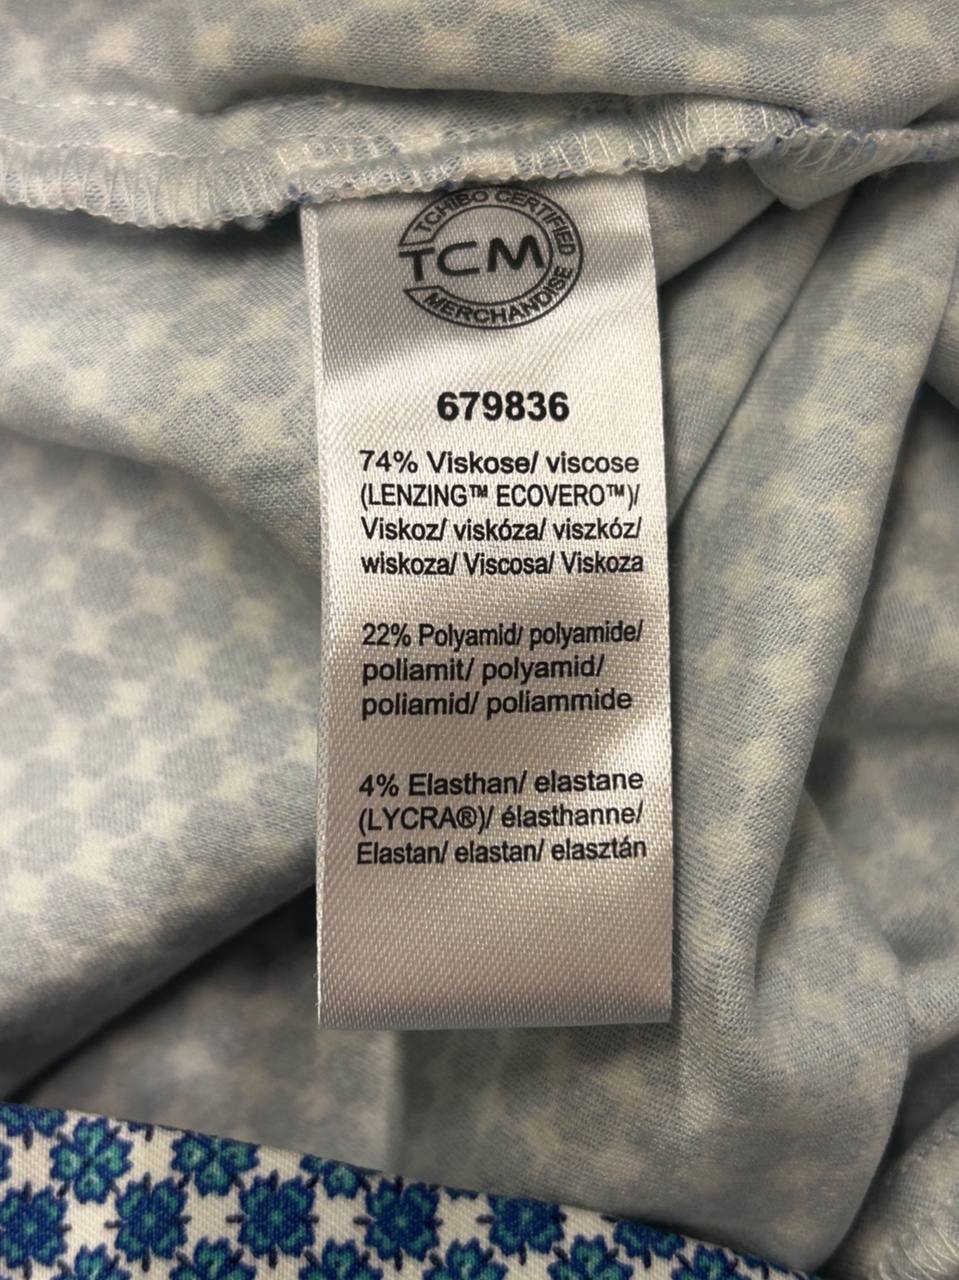 TCHIBO CERTIFIED
TCM
MERCHANDISE
679836
74% Viskose/ viscose
(LENZING™ ECOVERO™)/
Viskoz/ viskóza/ viszkóz/
wiskoza/ Viscosa/ Viskoza
22% Polyamid/ polyamide/
poliamit/ polyamid/
poliamid/ poliammide
4% Elasthan/ elastane
(LYCRA®)/ élasthanne/
Elastan/ elastan/ elasztán